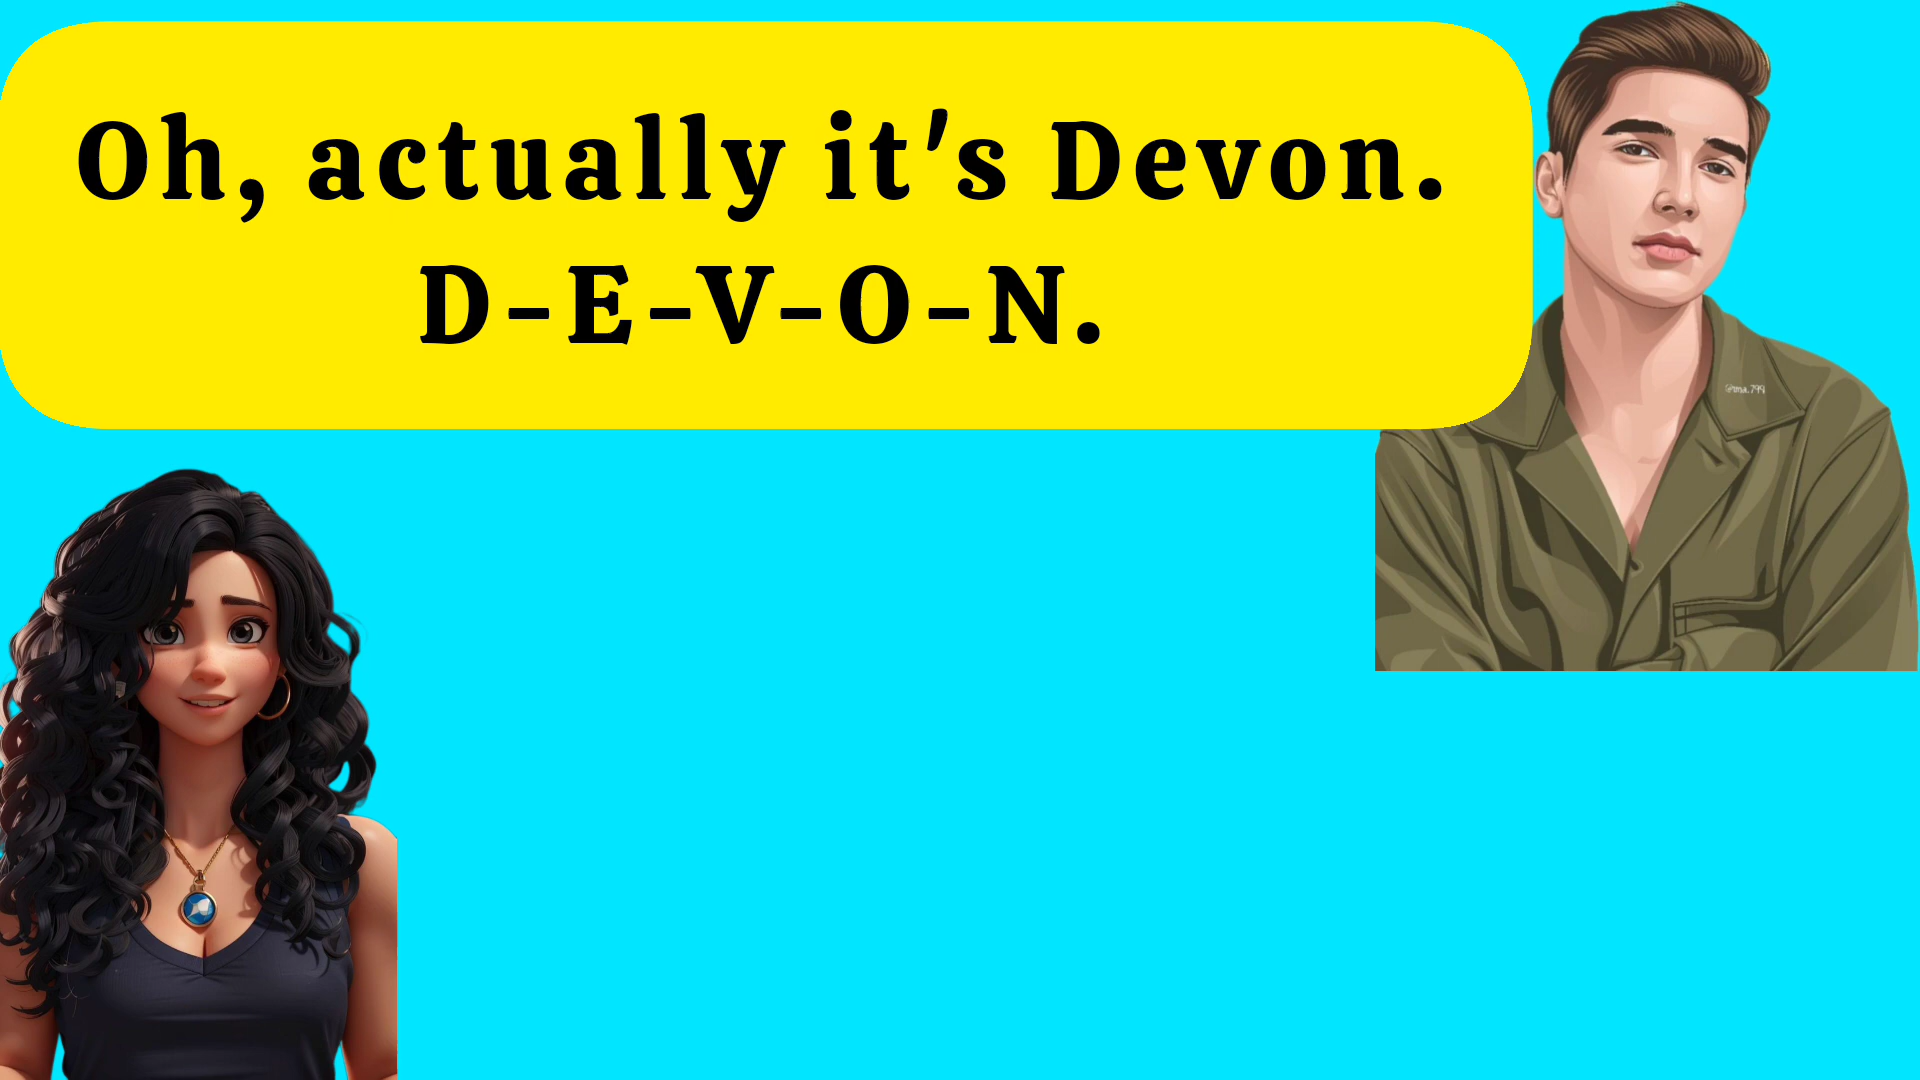 Oh, actually it's Devon.
D-E-V-O-N.